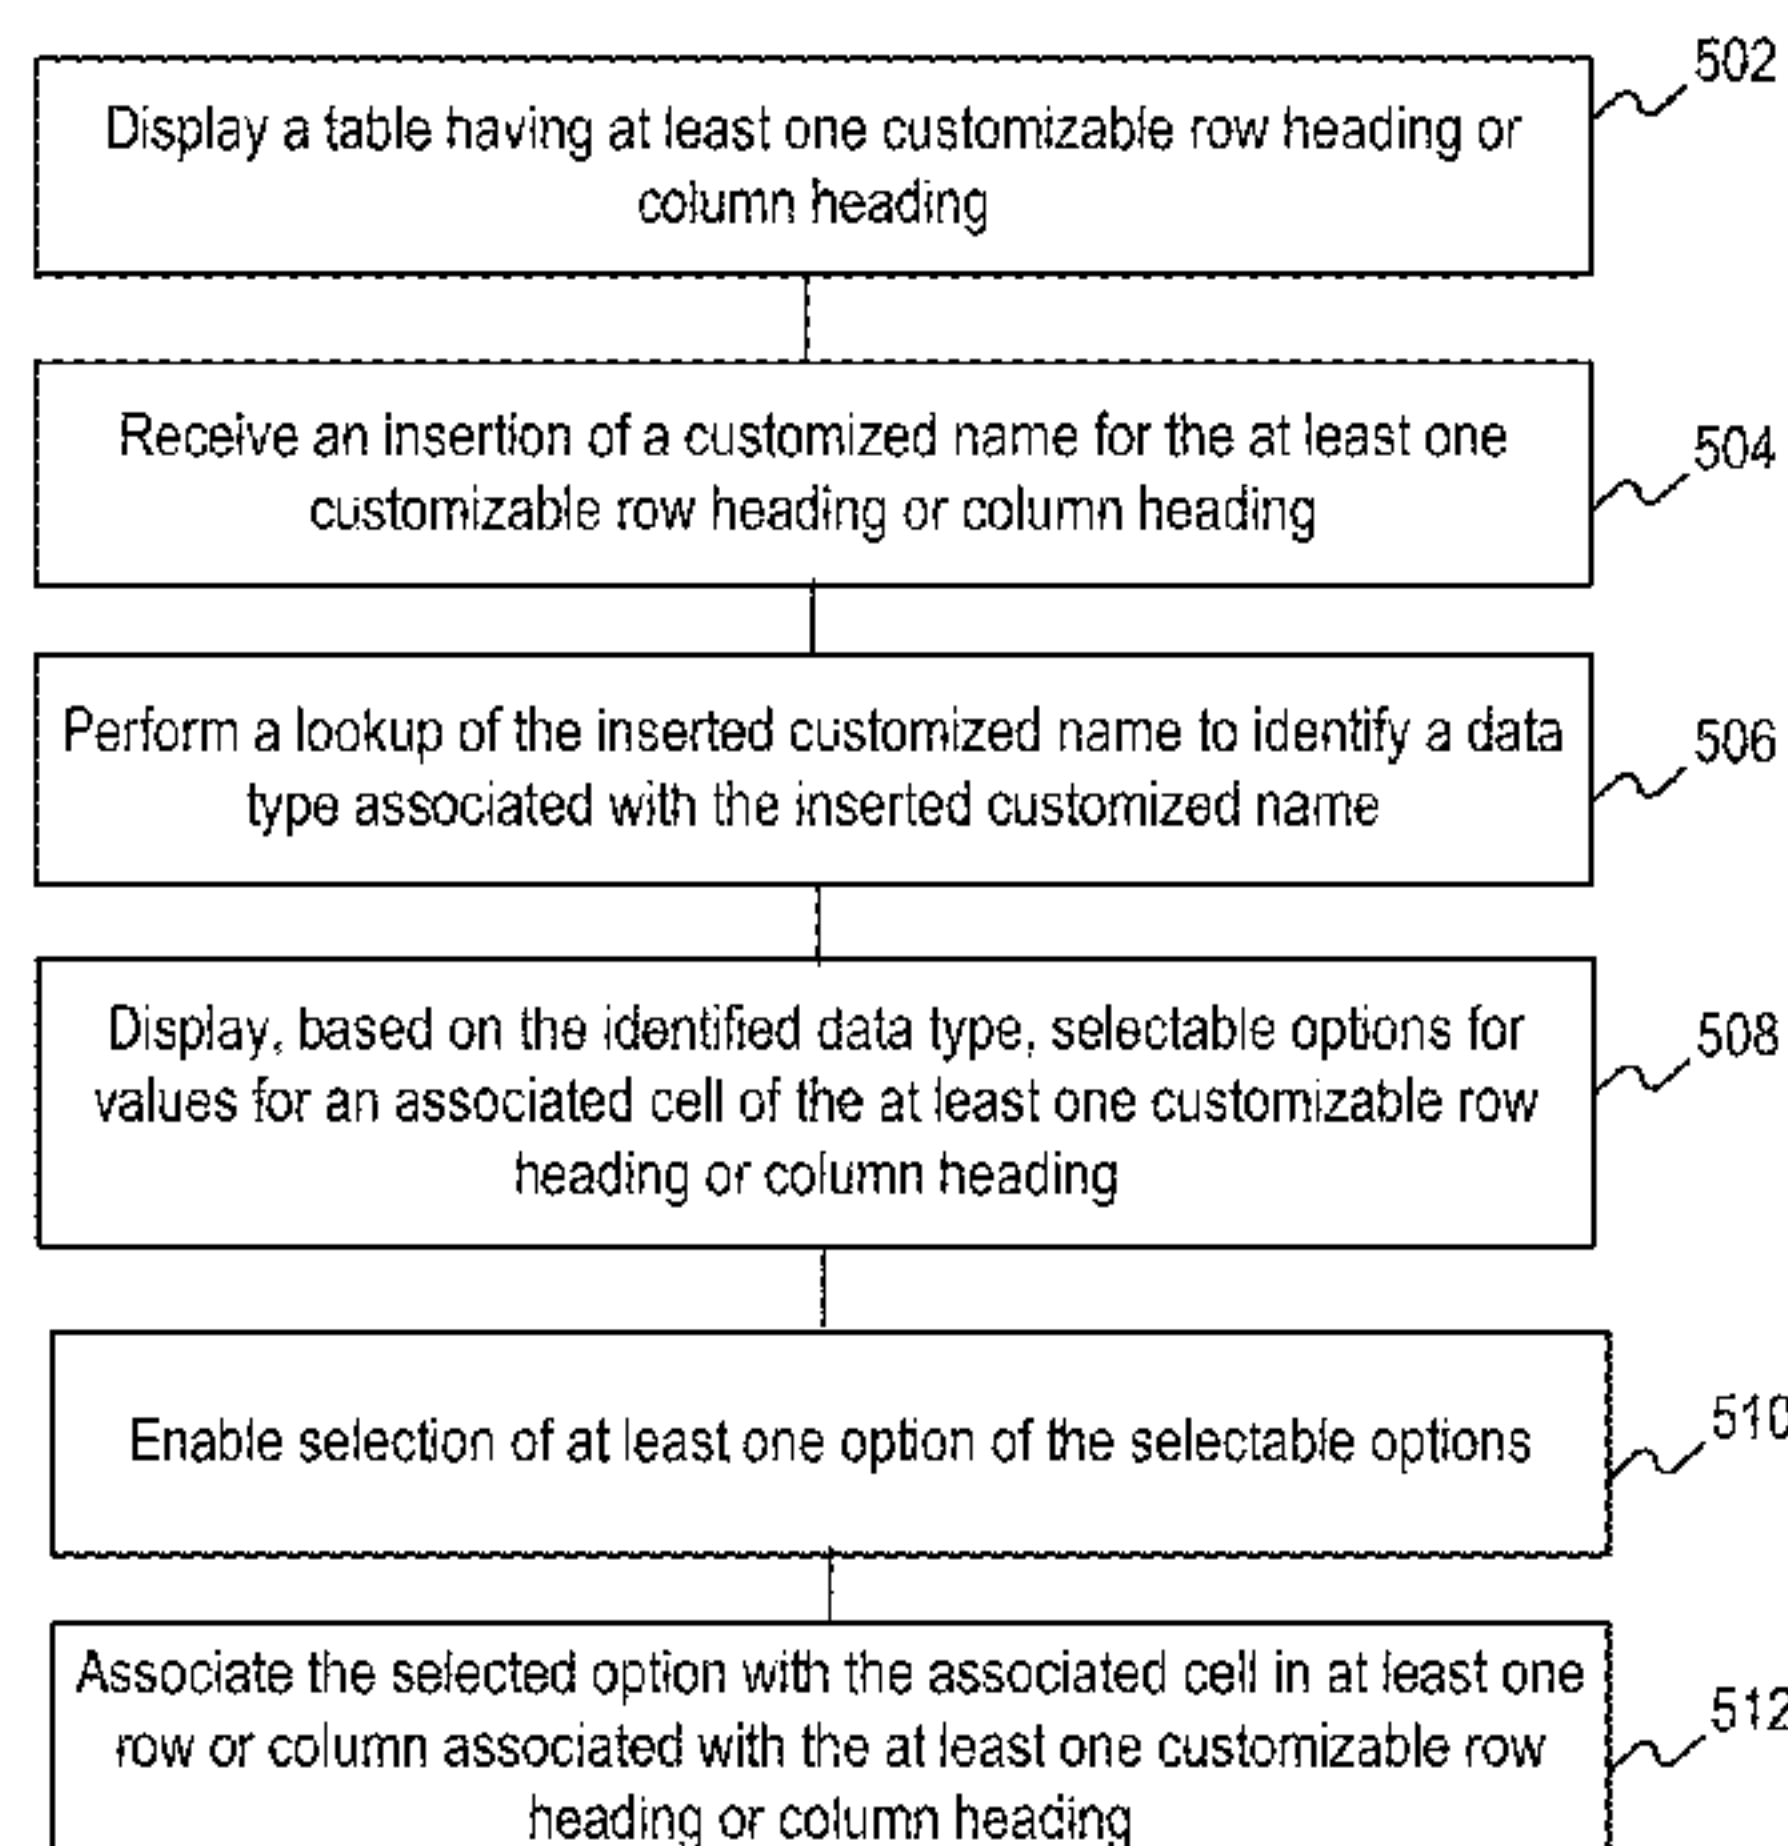 502
Display a table having at least one customizable row heading or
column heading
Receive an insertion of a customized name for the at least one
customizable row heading or column heading
504
Perform a lookup of the inserted customized name to identify a data
type associated with the inserted customized name
506
Display, based on the identified data type, selectable options for
values for an associated cell of the at least one customizable row
heading or column heading
508
Enable selection of at least one option of the selectable options
510
Associate the selected option with the associated cell in at least one
row or column associated with the at least one customizable row
heading or column heading
512